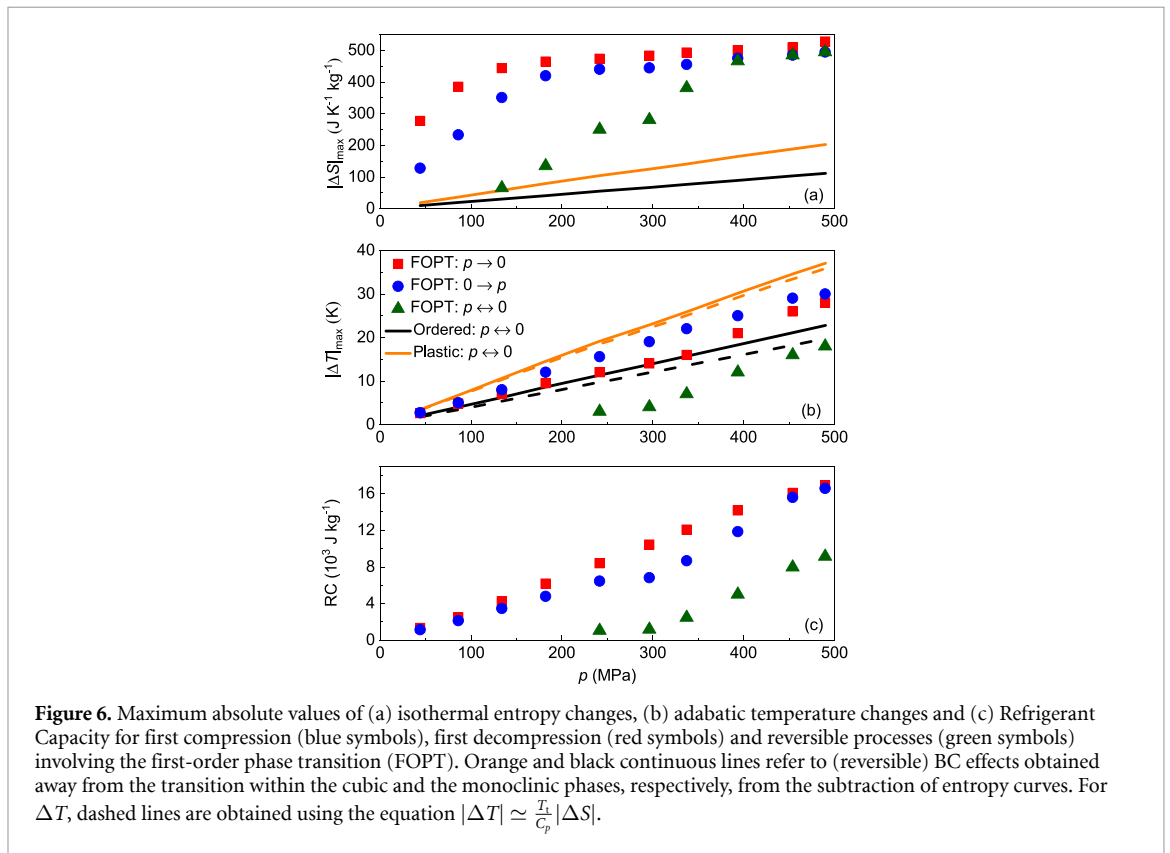 500
400
300
200
100
0
|ΔS|max (J K-1 kg-1)
(a)
0 100 200 300 400 500
40
30
20
10
0
|ΔT|max (K)
FOPT: p → 0
FOPT: 0 → p
FOPT: p ↔ 0
Ordered: p ↔ 0
Plastic: p ↔ 0
(b)
0 100 200 300 400 500
16
12
8
4
0
RC (10³ J kg-1)
(c)
0 100 200 300 400 500
p (MPa)
Figure 6. Maximum absolute values of (a) isothermal entropy changes, (b) adabatic temperature changes and (c) Refrigerant
Capacity for first compression (blue symbols), first decompression (red symbols) and reversible processes (green symbols)
involving the first-order phase transition (FOPT). Orange and black continuous lines refer to (reversible) BC effects obtained
away from the transition within the cubic and the monoclinic phases, respectively, from the subtraction of entropy curves. For
ΔT, dashed lines are obtained using the equation |ΔT| ≃ Tt/Cp |ΔS|.